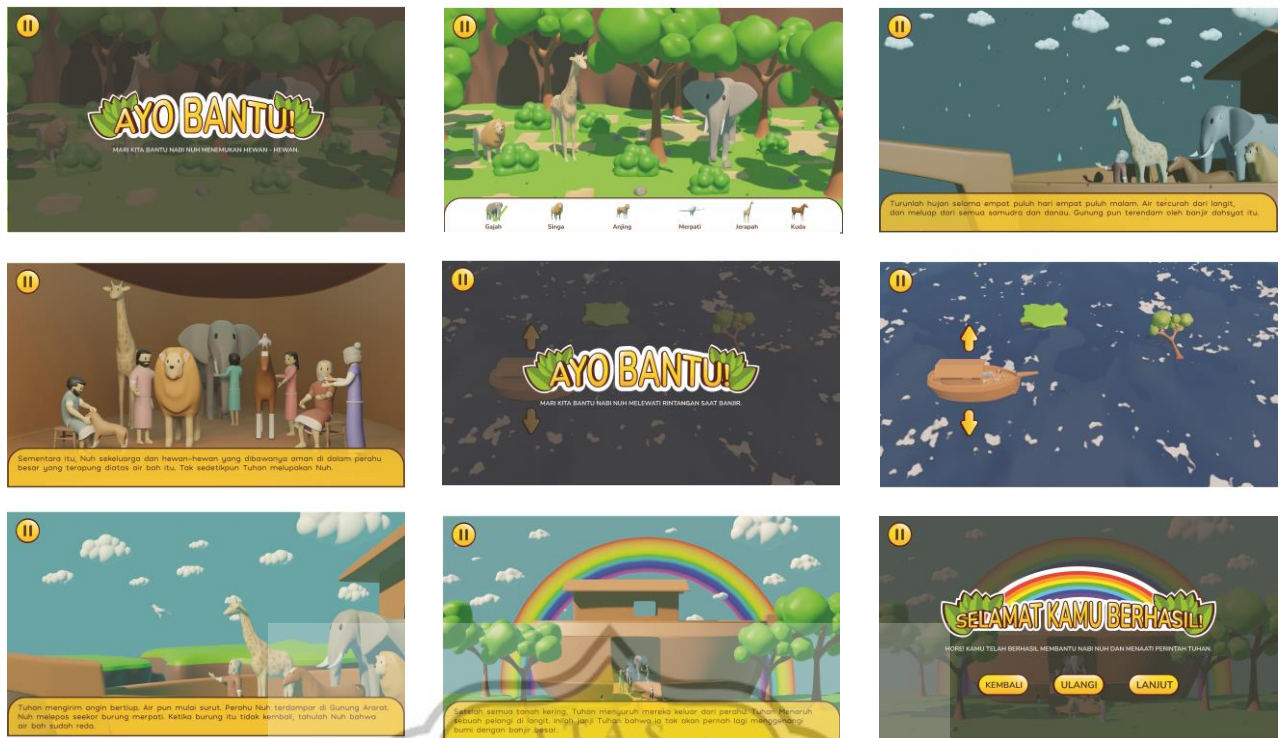 AYO BANTU!
MARI KITA BANTU NABI NUH MENEMUKAN HEWAN - HEWAN.
Gajah Singa Anjing Merpati Jerapah Kuda
Turunlah hujan selama empat puluh hari empat puluh malam. Air tercurah dari langit,
dan meluap dari semua samudra dan danau. Gunung pun terendam oleh banjir dahsyat itu.
Sementara itu, Nuh sekeluarga dan hewan-hewan yang dibawanya aman di dalam perahu
besar yang terapung diatas air bah itu. Tak sedetikpun Tuhan melupakan Nuh.
AYO BANTU!
MARI KITA BANTU NABI NUH MELEWATI RINTANGAN SAAT BANJIR.
Tuhan mengirim angin bertiup. Air pun mulai surut. Perahu Nuh terdampar di Gunung Ararat.
Nuh melepas seekor burung merpati. Ketika burung itu tidak kembali, tahulah Nuh bahwa
air bah sudah reda.
Setelah semua tanah kering, Tuhan menyuruh mereka keluar dari perahu. Tuhan Menaruh
sebuah pelangi di langit. Inilah janji Tuhan bahwa ia tak akan pernah lagi menggenangi
bumi dengan banjir besar.
SELAMAT KAMU BERHASIL!
HORE! KAMU TELAH BERHASIL MEMBANTU NABI NUH DAN MENAATI PERINTAH TUHAN.
KEMBALI ULANGI LANJUT